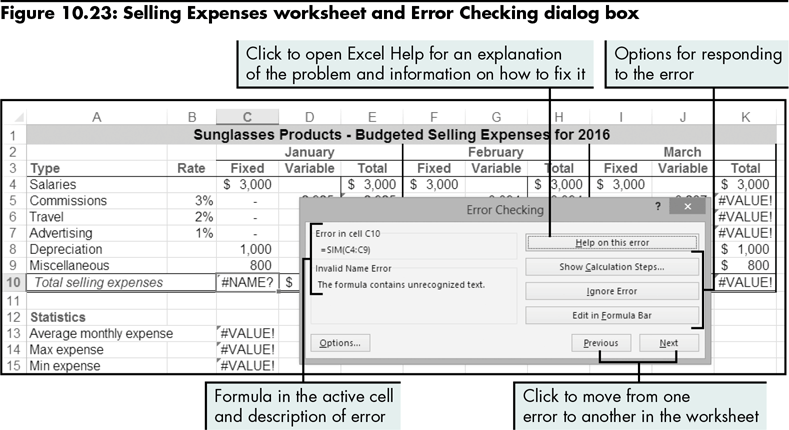 Figure 10.23: Selling Expenses worksheet and Error Checking dialog box
Click to open Excel Help for an explanation
of the problem and information on how to fix it
Options for responding
to the error
A B C D E F G H I J K
1 Sunglasses Products - Budgeted Selling Expenses for 2016
2 January February March
3 Type Rate Fixed Variable Total Fixed Variable Total Fixed Variable Total
4 Salaries $ 3,000 $ 3,000 $ 3,000 $ 3,000 $ 3,000 $ 3,000
5 Commissions 3% - #VALUE!
6 Travel 2% - #VALUE!
7 Advertising 1% - #VALUE!
8 Depreciation 1,000 $ 1,000
9 Miscellaneous 800 $ 800
10 Total selling expenses #NAME? $ #VALUE!
11
12 Statistics
13 Average monthly expense #VALUE!
14 Max expense #VALUE!
15 Min expense #VALUE!
Error Checking ? ×
Error in cell C10
=SIM(C4:C9)
Invalid Name Error
The formula contains unrecognized text.
Help on this error
Show Calculation Steps...
Ignore Error
Edit in Formula Bar
Options...
Previous Next
Formula in the active cell
and description of error
Click to move from one
error to another in the worksheet